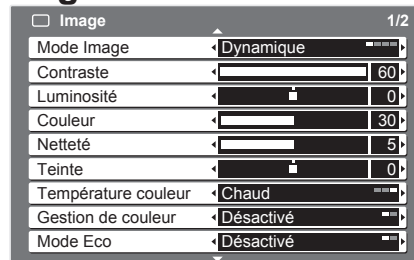 Image 1/2
Mode Image Dynamique
Contraste 60
Luminosité 0
Couleur 30
Netteté 5
Teinte 0
Température couleur Chaud
Gestion de couleur Désactivé
Mode Eco Désactivé